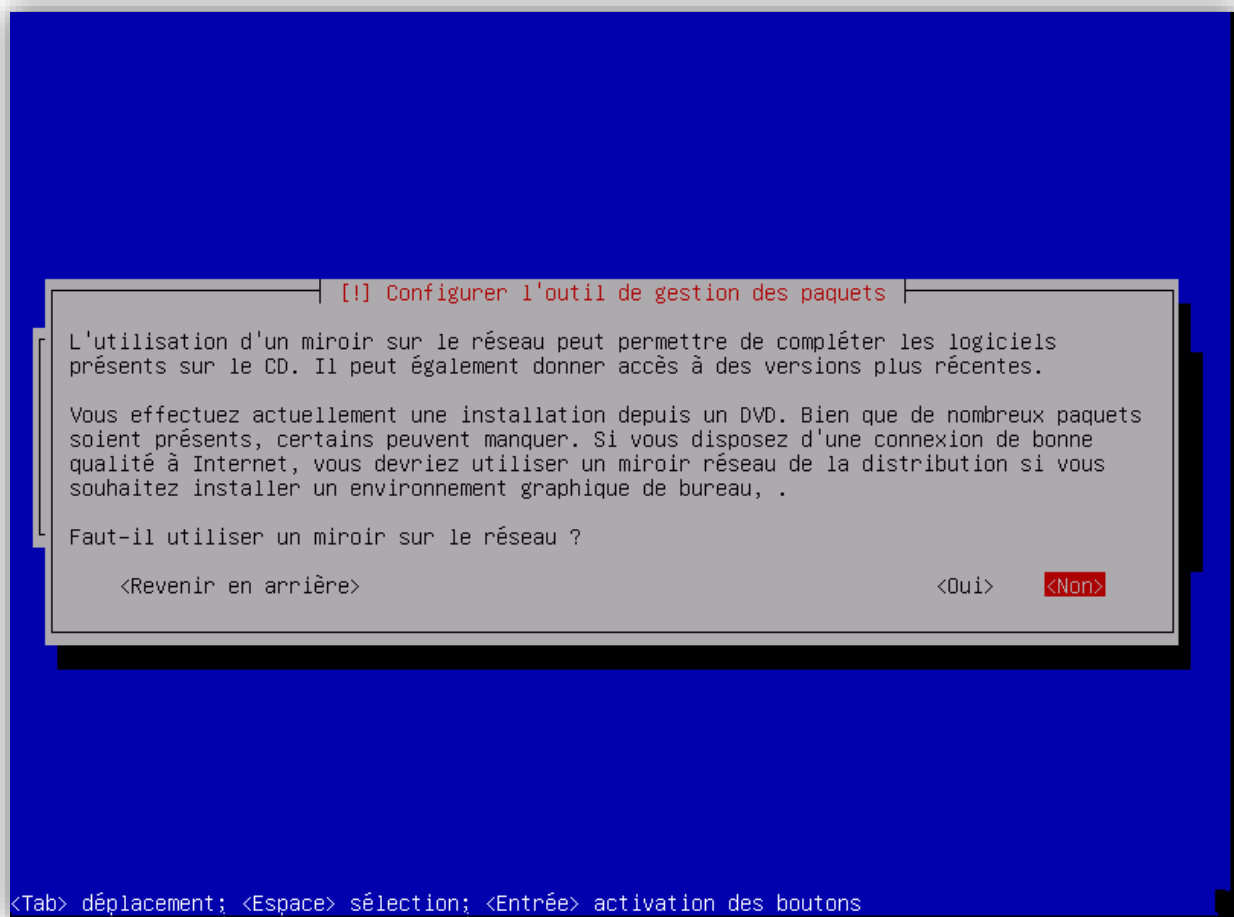 [!] Configurer l'outil de gestion des paquets
L'utilisation d'un miroir sur le réseau peut permettre de compléter les logiciels
présents sur le CD. Il peut également donner accès à des versions plus récentes.
Vous effectuez actuellement une installation depuis un DVD. Bien que de nombreux paquets
soient présents, certains peuvent manquer. Si vous disposez d'une connexion de bonne
qualité à Internet, vous devriez utiliser un miroir réseau de la distribution si vous
souhaitez installer un environnement graphique de bureau, .
Faut-il utiliser un miroir sur le réseau ?
<Revenir en arrière> <Oui> <Non>
<Tab> déplacement; <Espace> sélection; <Entrée> activation des boutons